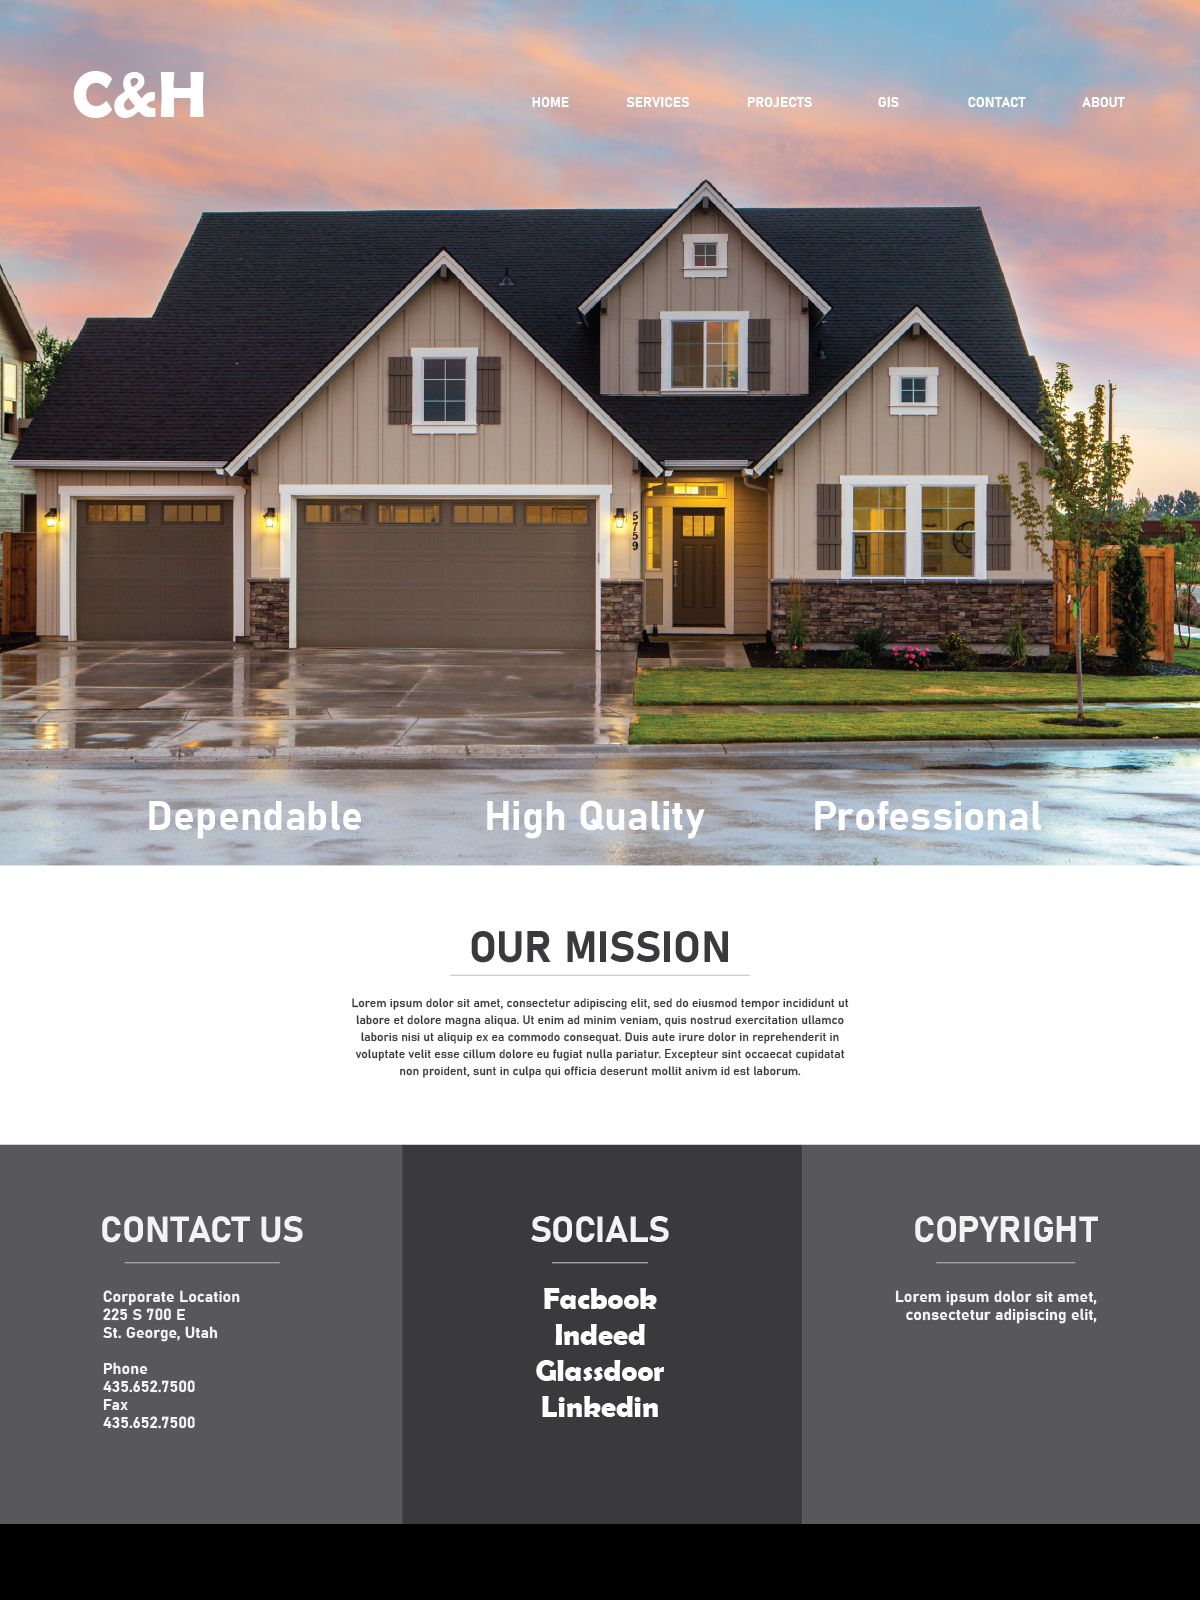 C&H
HOME SERVICES PROJECTS GIS CONTACT ABOUT
5759
Dependable High Quality Professional
OUR MISSION
Lorem ipsum dolor sit amet, consectetur adipiscing elit, sed do eiusmod tempor incididunt ut
labore et dolore magna aliqua. Ut enim ad minim veniam, quis nostrud exercitation ullamco
laboris nisi ut aliquip ex ea commodo consequat. Duis aute irure dolor in reprehenderit in
voluptate velit esse cillum dolore eu fugiat nulla pariatur. Excepteur sint occaecat cupidatat
non proident, sunt in culpa qui officia deserunt mollit anivm id est laborum.
CONTACT US
Corporate Location
225 S 700 E
St. George, Utah
Phone
435.652.7500
Fax
435.652.7500
SOCIALS
Facbook
Indeed
Glassdoor
Linkedin
COPYRIGHT
Lorem ipsum dolor sit amet,
consectetur adipiscing elit,